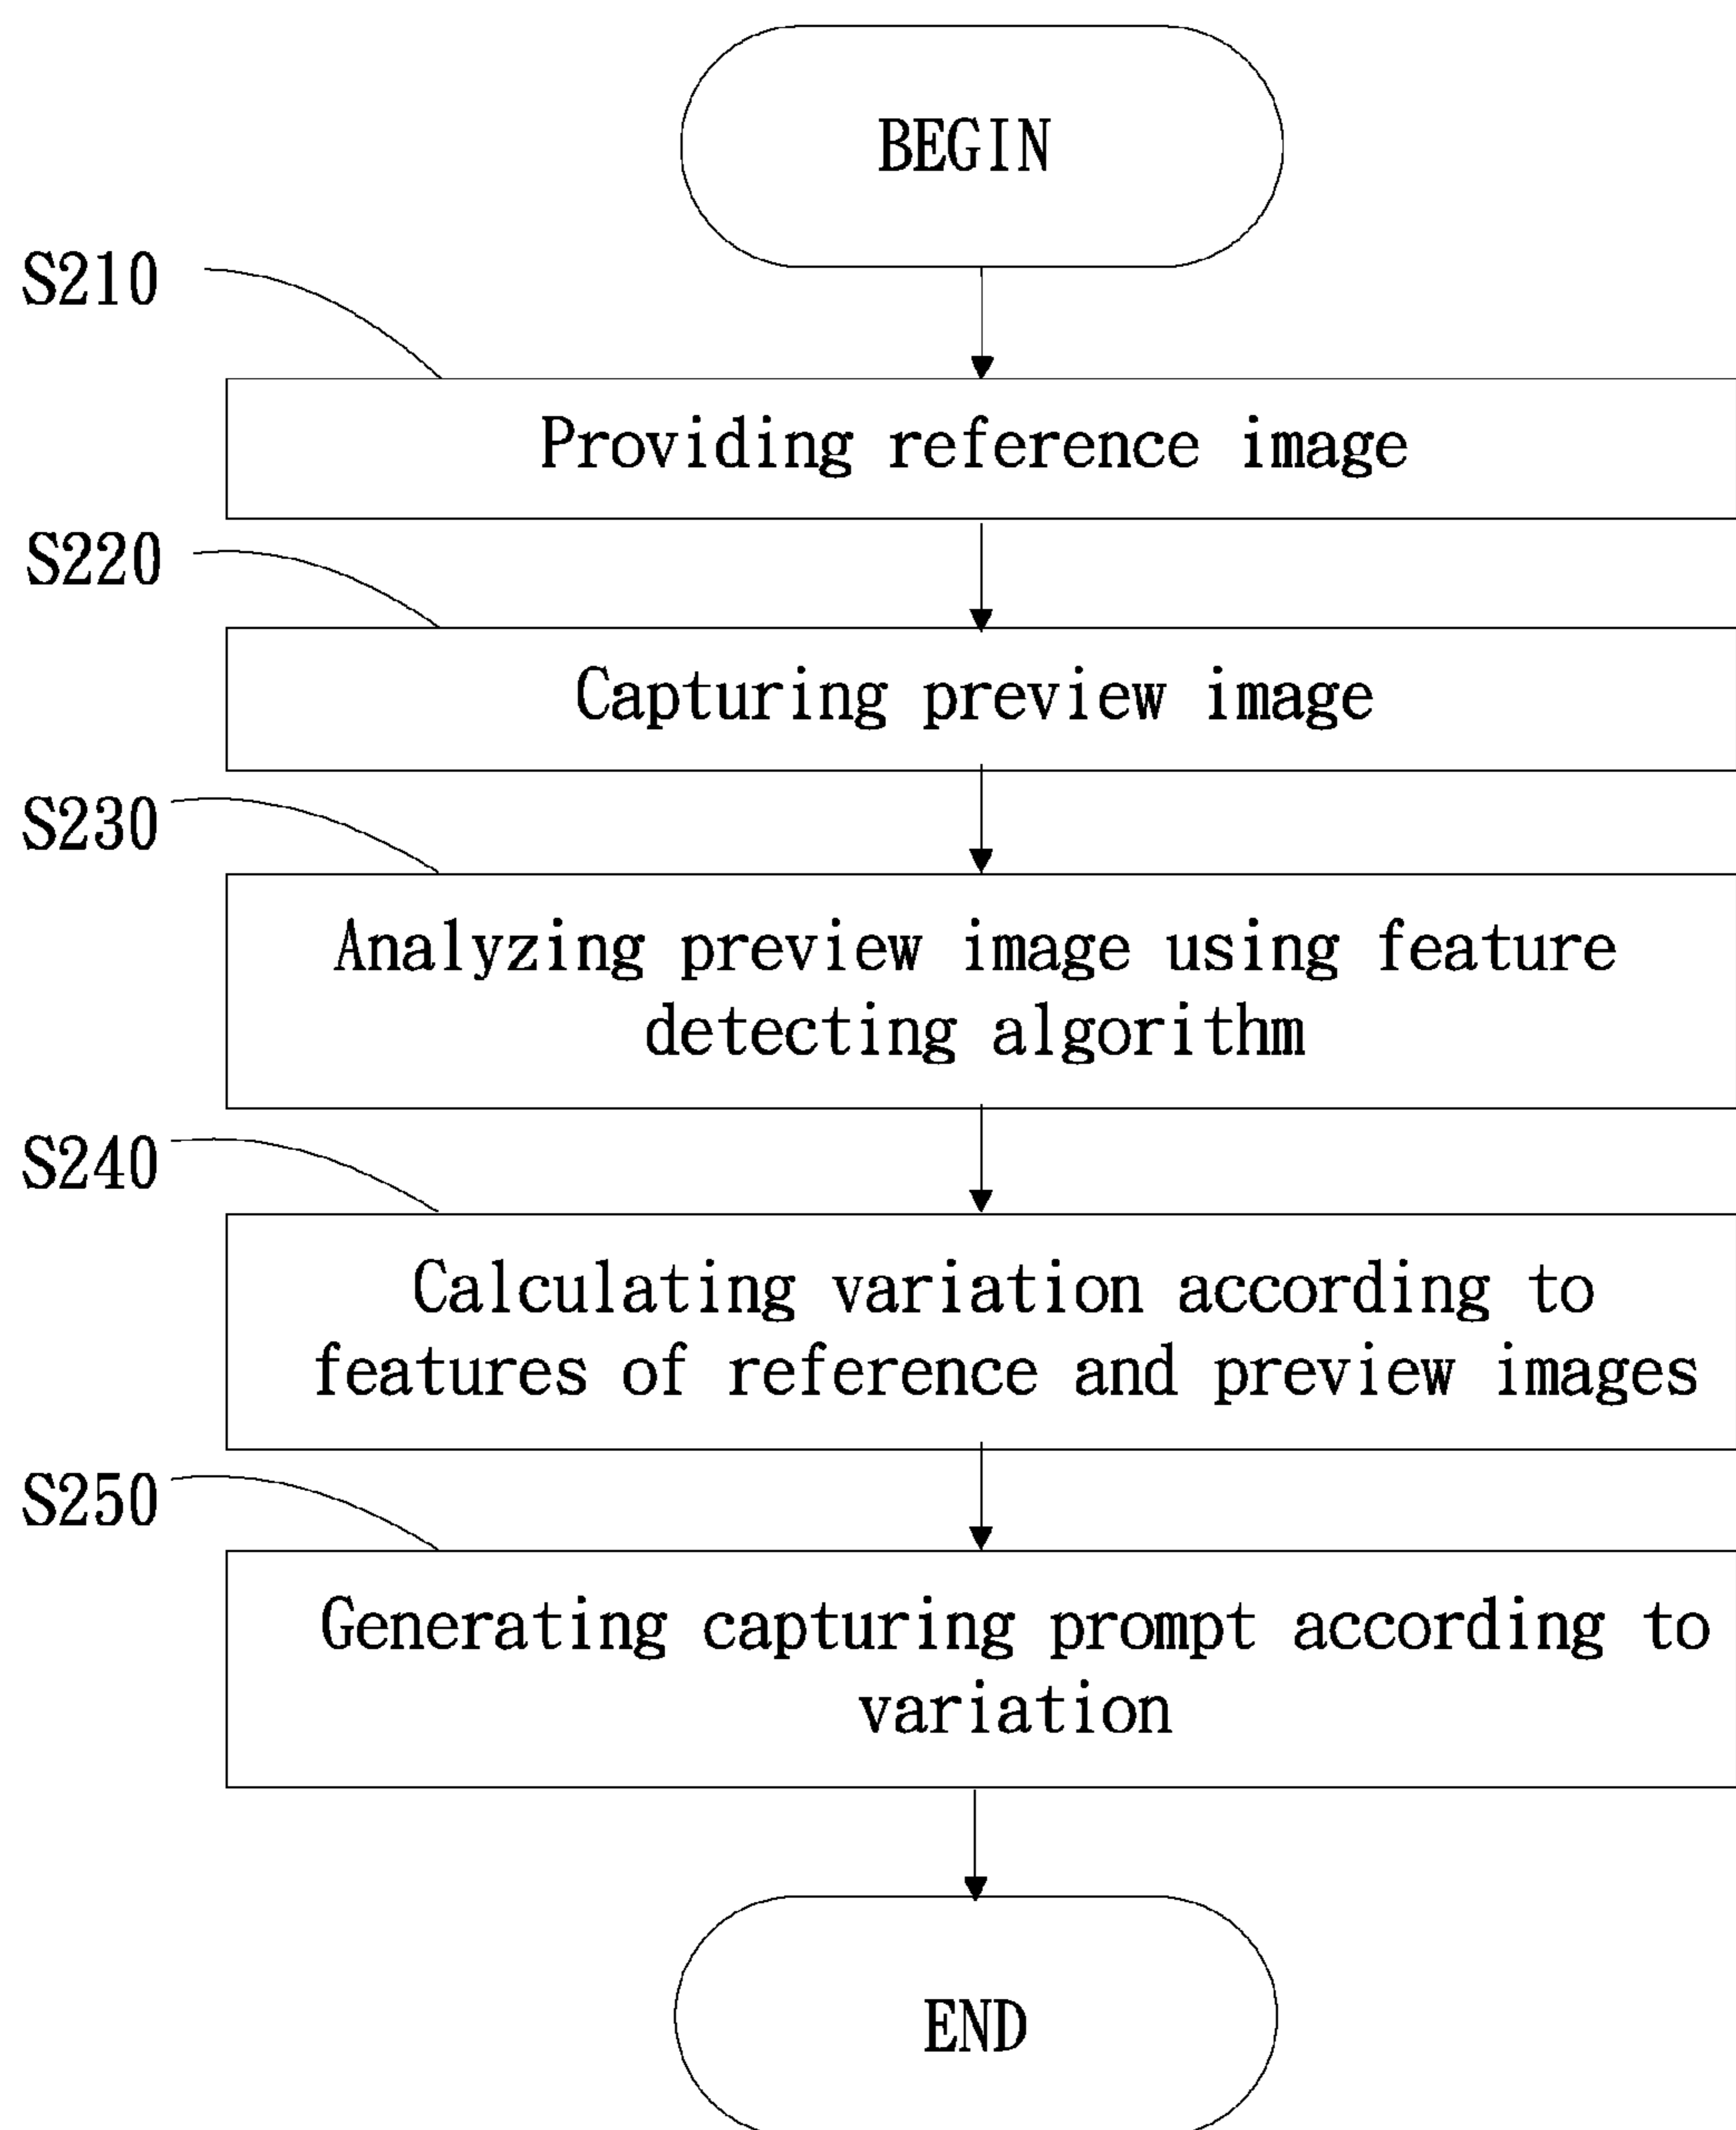 BEGIN
S210
Providing reference image
S220
Capturing preview image
S230
Analyzing preview image using feature
detecting algorithm
S240
Calculating variation according to
features of reference and preview images
S250
Generating capturing prompt according to
variation
END